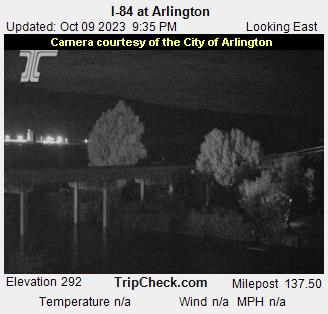 I-84 at Arlington
Updated: Oct 09 2023 9:35 PM Looking East
Camera courtesy of the City of Arlington
Elevation 292 TripCheck.com Milepost 137.50
Temperature n/a Wind n/a MPH n/a